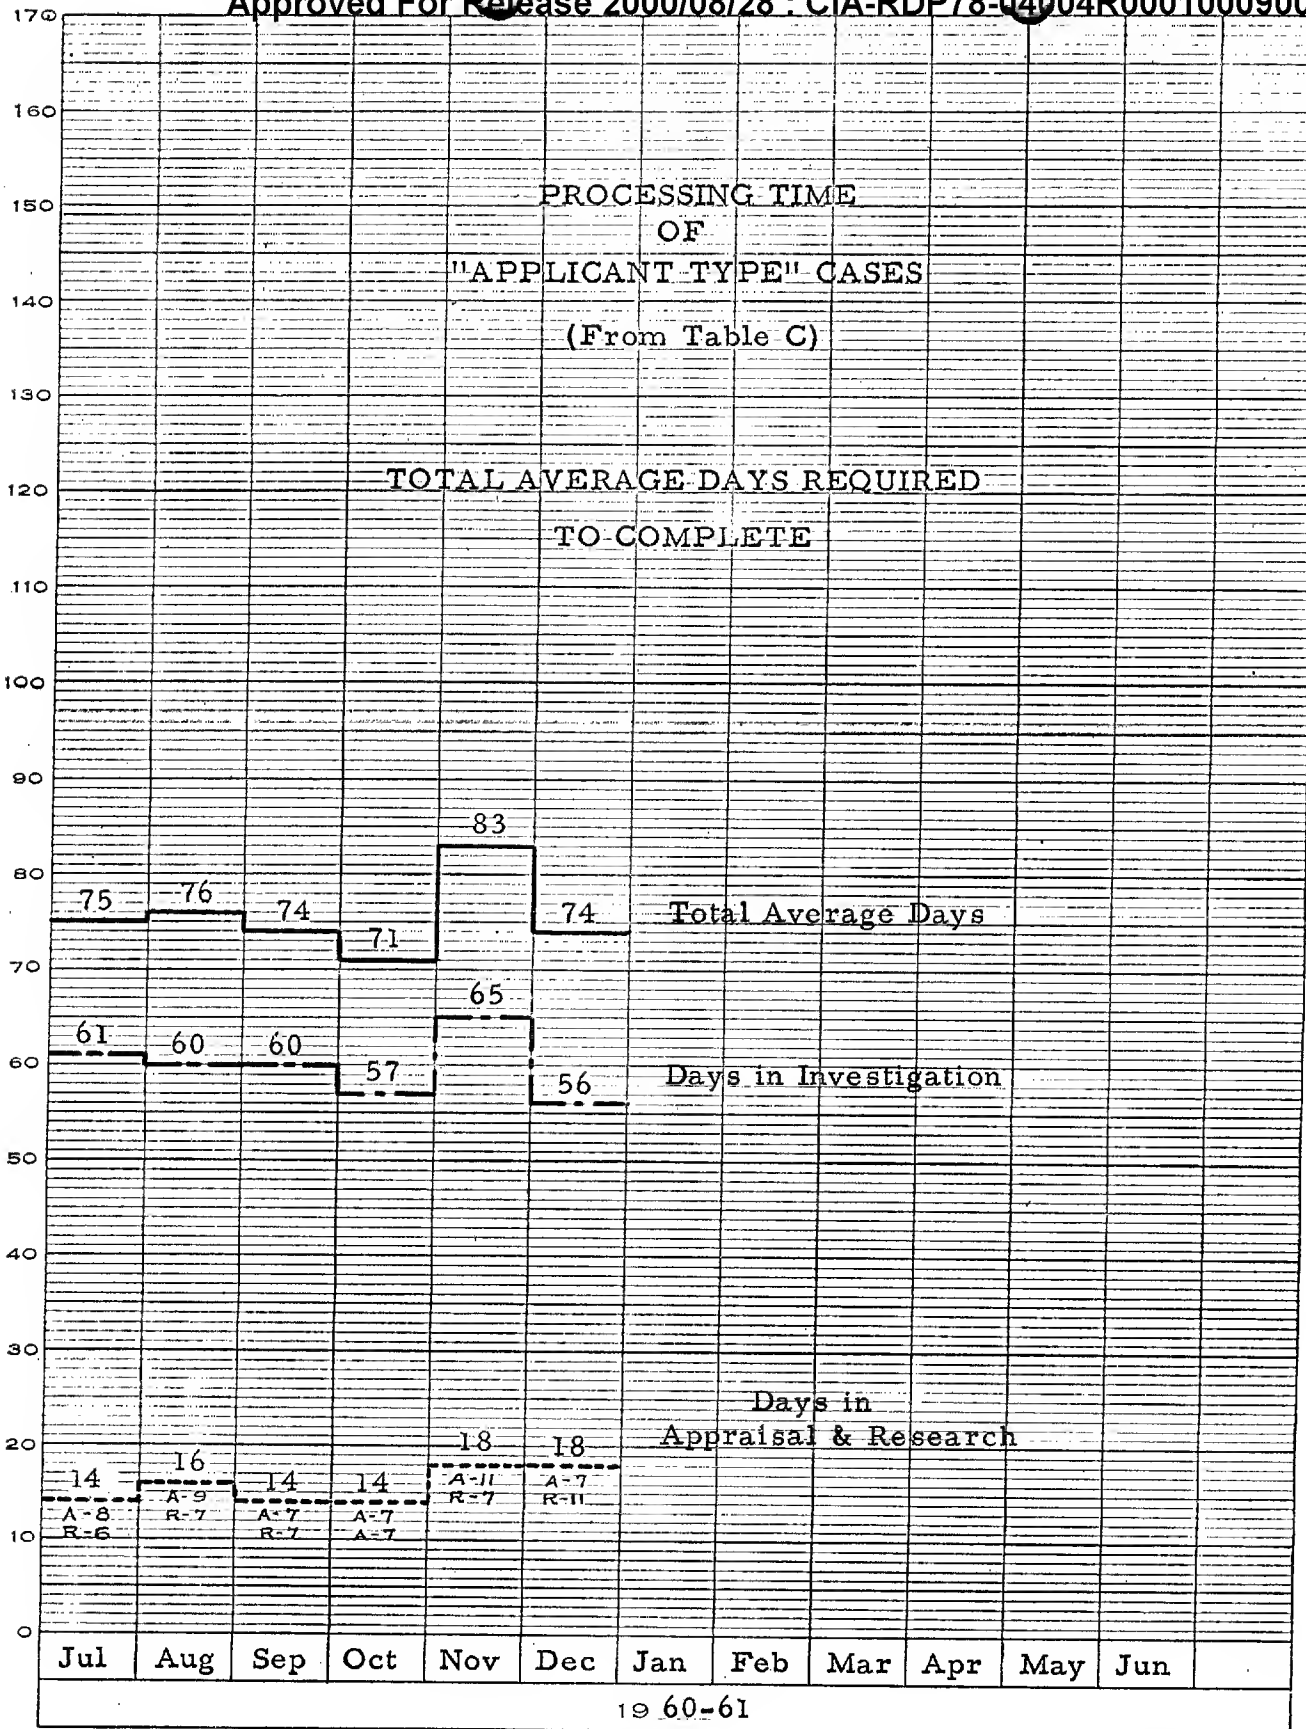 Approved For Release 2000/08/28 : CIA-RDP78-04004R0001000900
170
160
150
140
130
120
110
100
90
80
70
60
50
40
30
20
10
0
PROCESSING TIME
OF
"APPLICANT TYPE" CASES
(From Table C)
TOTAL AVERAGE DAYS REQUIRED
TO COMPLETE
75
76
74
71
83
74
Total Average Days
61
60
60
57
65
56
Days in Investigation
Days in
Appraisal & Research
14
16
14
14
18
18
A-8
R-6
A-9
R-7
A-7
R-7
A-7
A-7
A-11
R-7
A-7
R-11
Jul Aug Sep Oct Nov Dec Jan Feb Mar Apr May Jun
19 60-61